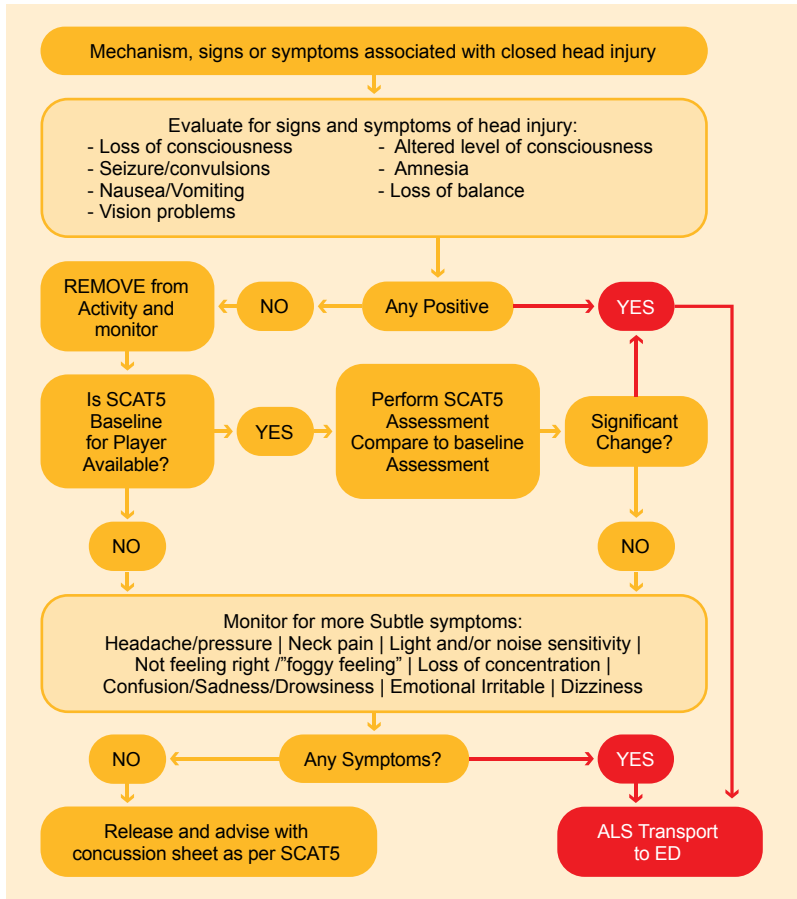 Mechanism, signs or symptoms associated with closed head injury
Evaluate for signs and symptoms of head injury:
- Loss of consciousness
- Seizure/convulsions
- Nausea/Vomiting
- Vision problems
- Altered level of consciousness
- Amnesia
- Loss of balance
REMOVE from
Activity and
monitor
NO
Any Positive
YES
Is SCAT5
Baseline
for Player
Available?
YES
Perform SCAT5
Assessment
Compare to baseline
Assessment
Significant
Change?
NO
NO
Monitor for more Subtle symptoms:
Headache/pressure | Neck pain | Light and/or noise sensitivity |
Not feeling right /”foggy feeling” | Loss of concentration |
Confusion/Sadness/Drowsiness | Emotional Irritable | Dizziness
NO
Any Symptoms?
YES
Release and advise with
concussion sheet as per SCAT5
ALS Transport
to ED